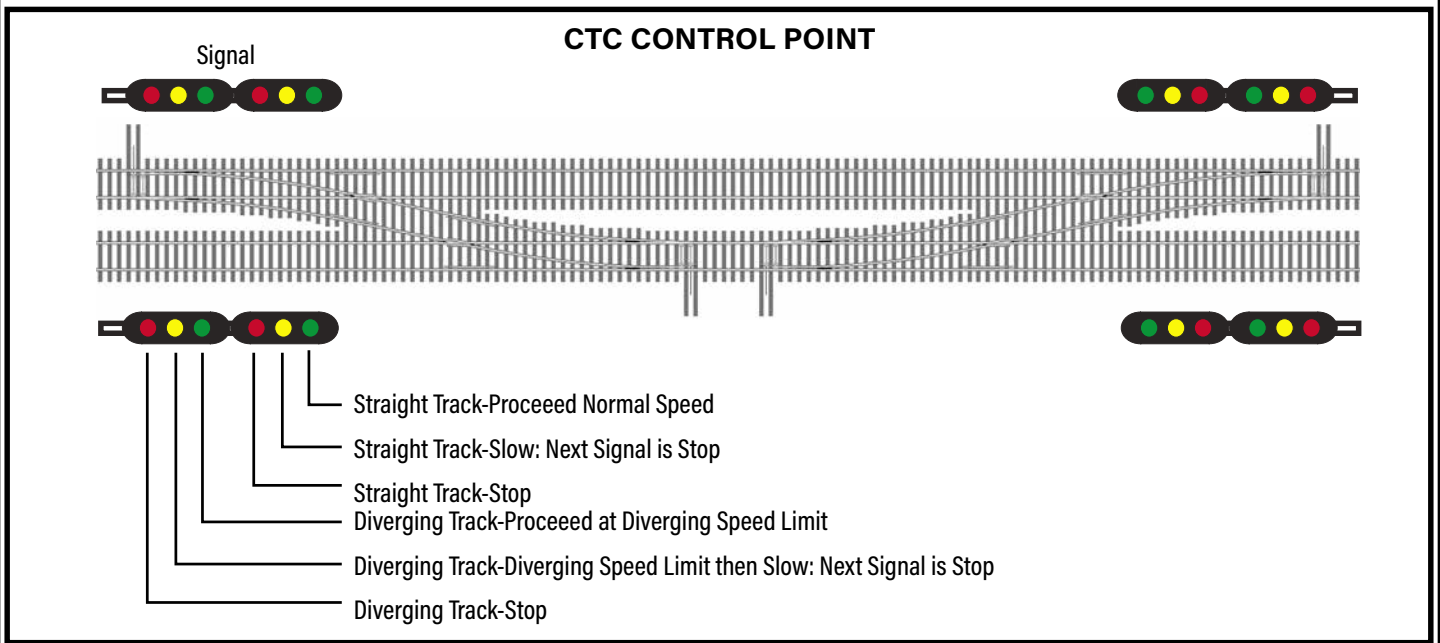 CTC CONTROL POINT
Signal
Straight Track-Proceeed Normal Speed
Straight Track-Slow: Next Signal is Stop
Straight Track-Stop
Diverging Track-Proceeed at Diverging Speed Limit
Diverging Track-Diverging Speed Limit then Slow: Next Signal is Stop
Diverging Track-Stop